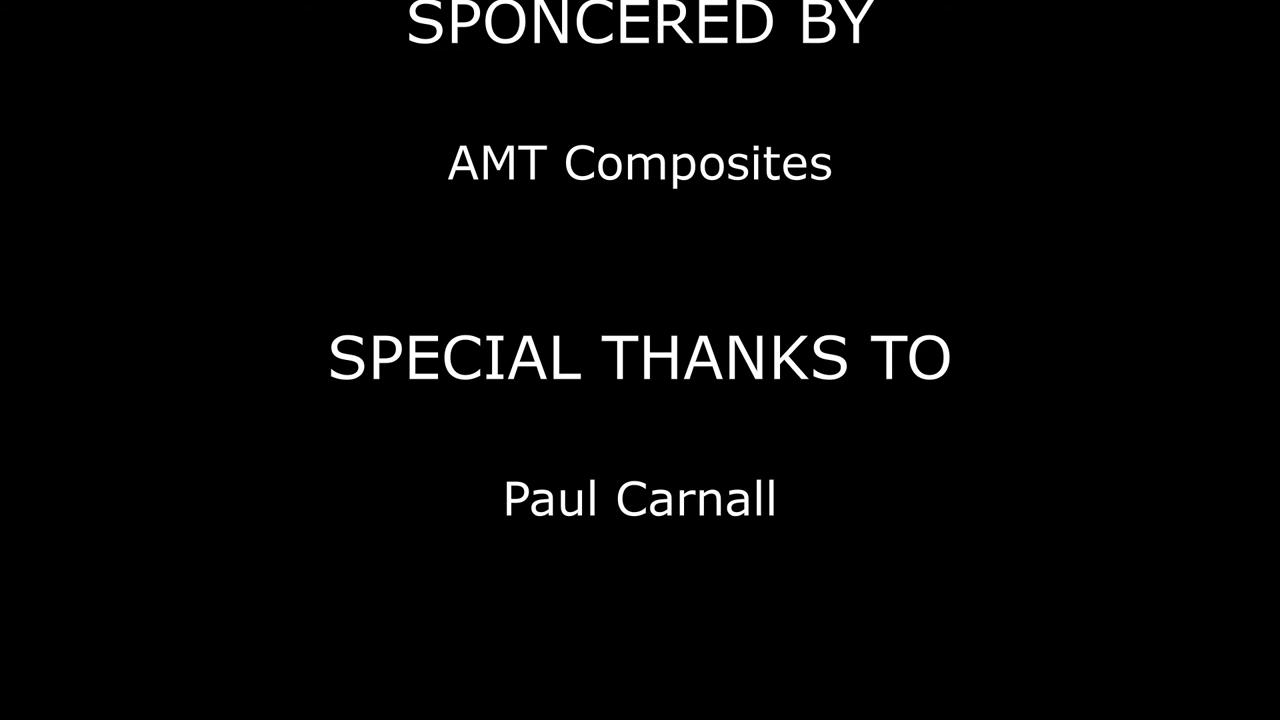 SPONCERED BY
AMT Composites
SPECIAL THANKS TO
Paul Carnall